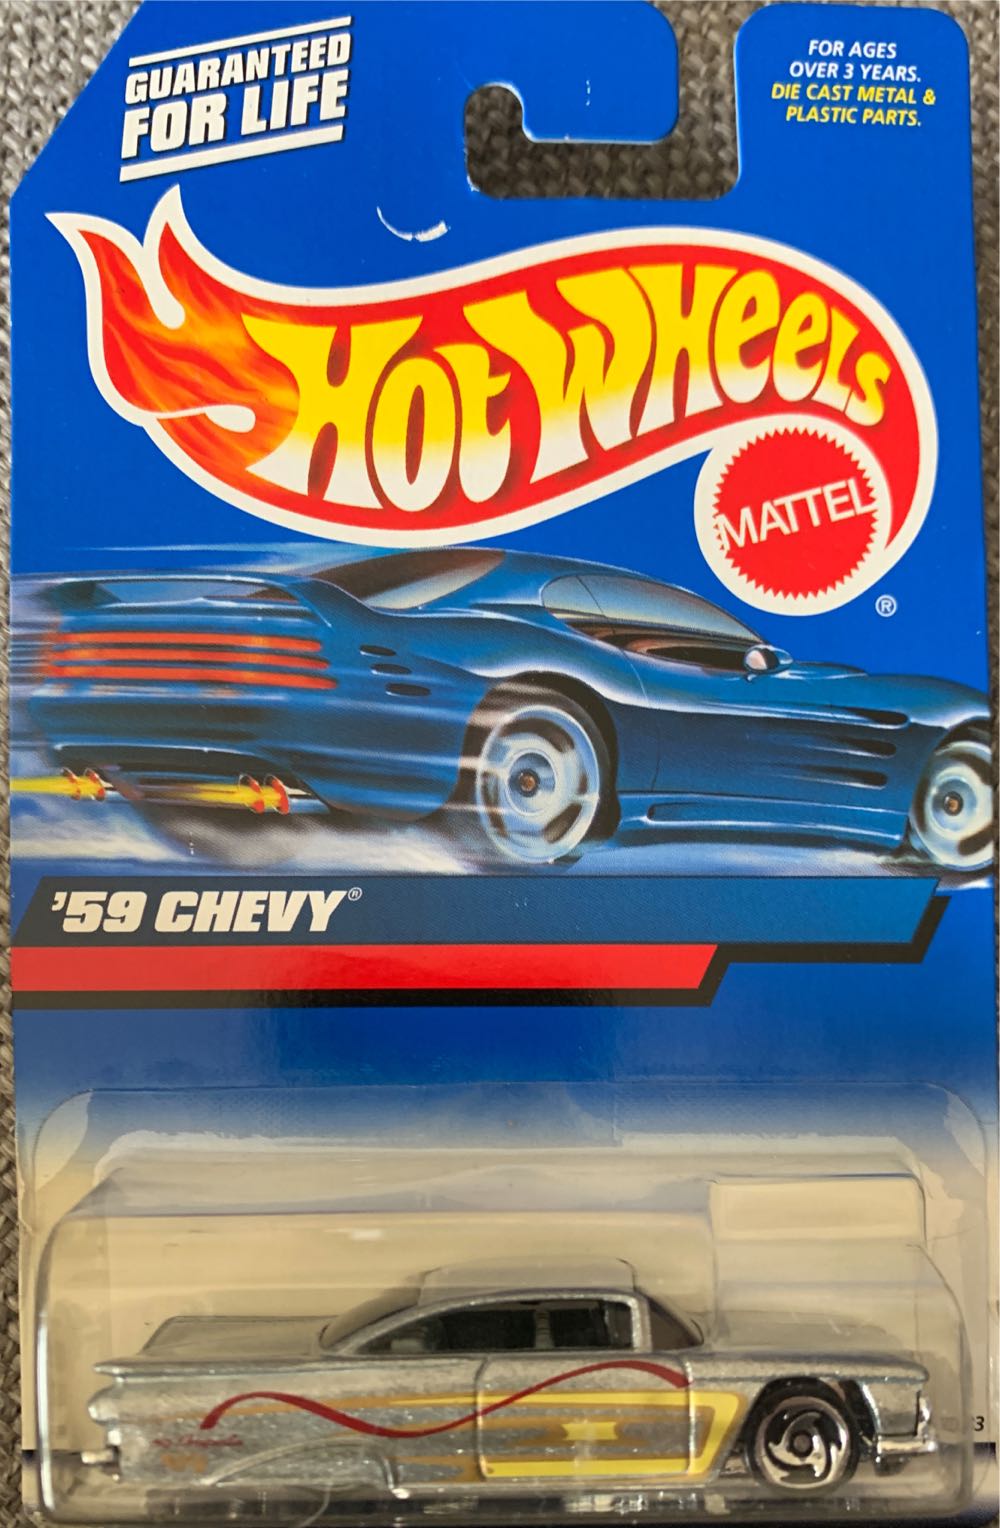 GUARANTEED
FOR LIFE
FOR AGES
OVER 3 YEARS.
DIE CAST METAL &
PLASTIC PARTS.
HOT WHEELS
MATTEL
®
'59 CHEVY®